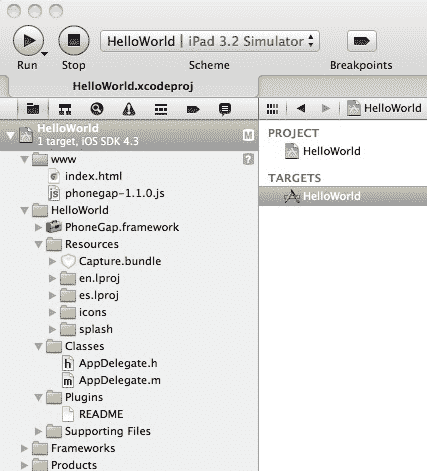 HelloWorld | iPad 3.2 Simulator
Run Stop Scheme Breakpoints
HelloWorld.xcodeproj
HelloWorld
HelloWorld M
1 target, iOS SDK 4.3
PROJECT
www ?
HelloWorld
index.html
phonegap-1.1.0.js
TARGETS
HelloWorld
HelloWorld
PhoneGap.framework
Resources
Capture.bundle
en.lproj
es.lproj
icons
splash
Classes
h AppDelegate.h
m AppDelegate.m
Plugins
README
Supporting Files
Frameworks
Products